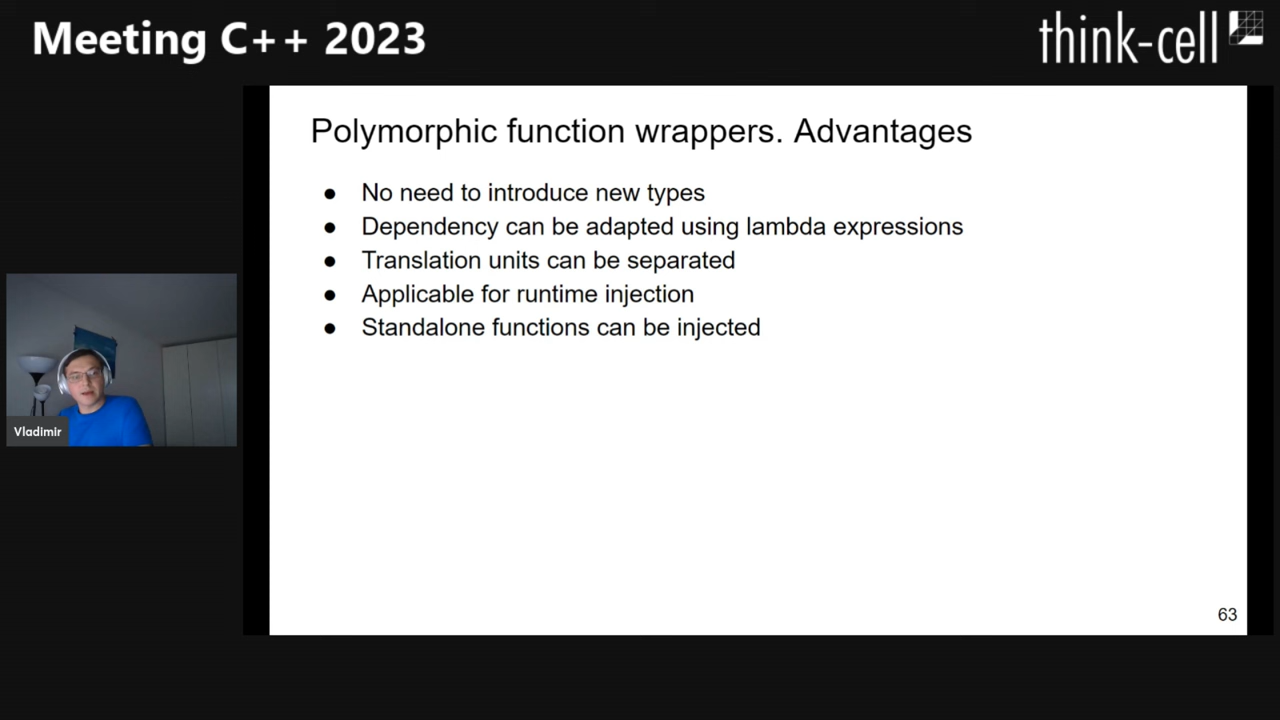 Meeting C++ 2023
think-cell
Polymorphic function wrappers. Advantages
● No need to introduce new types
● Dependency can be adapted using lambda expressions
● Translation units can be separated
● Applicable for runtime injection
● Standalone functions can be injected
Vladimir
63